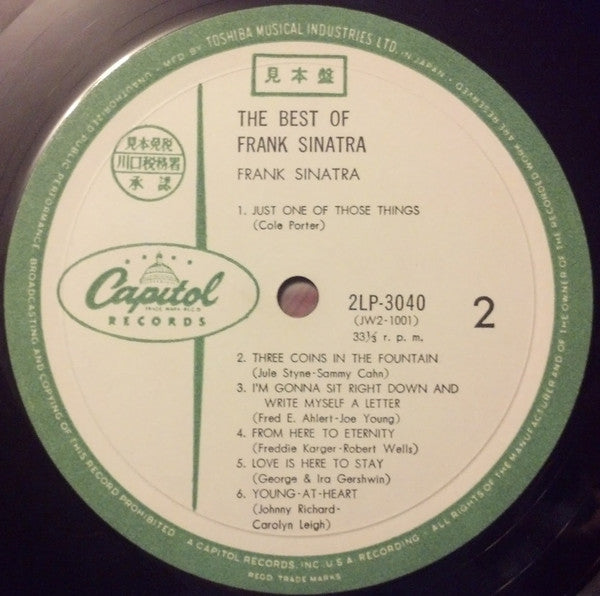 MFD. BY TOSHIBA MUSICAL INDUSTRIES LTD. IN JAPAN · ALL RIGHTS OF THE MANUFACTURER AND OF THE OWNER OF THE RECORDED WORK ARE RESERVED
UNAUTHORIZED PUBLIC PERFORMANCE, BROADCASTING AND COPYING OF THIS RECORD PROHIBITED
見本盤
THE BEST OF
FRANK SINATRA
FRANK SINATRA
見本発税
川口税務署
承認
1. JUST ONE OF THOSE THINGS
(Cole Porter)
Capitol
TRADE MARK REG.
RECORDS
2LP-3040
(JW2-1001)
33⅓ r. p. m.
2
2. THREE COINS IN THE FOUNTAIN
(Jule Styne-Sammy Cahn)
3. I'M GONNA SIT RIGHT DOWN AND
WRITE MYSELF A LETTER
(Fred E. Ahlert-Joe Young)
4. FROM HERE TO ETERNITY
(Freddie Karger-Robert Wells)
5. LOVE IS HERE TO STAY
(George & Ira Gershwin)
6. YOUNG-AT-HEART
(Johnny Richard-
Carolyn Leigh)
· A CAPITOL RECORDS, INC. U.S.A. RECORDING ·
REGD. TRADE MARKS